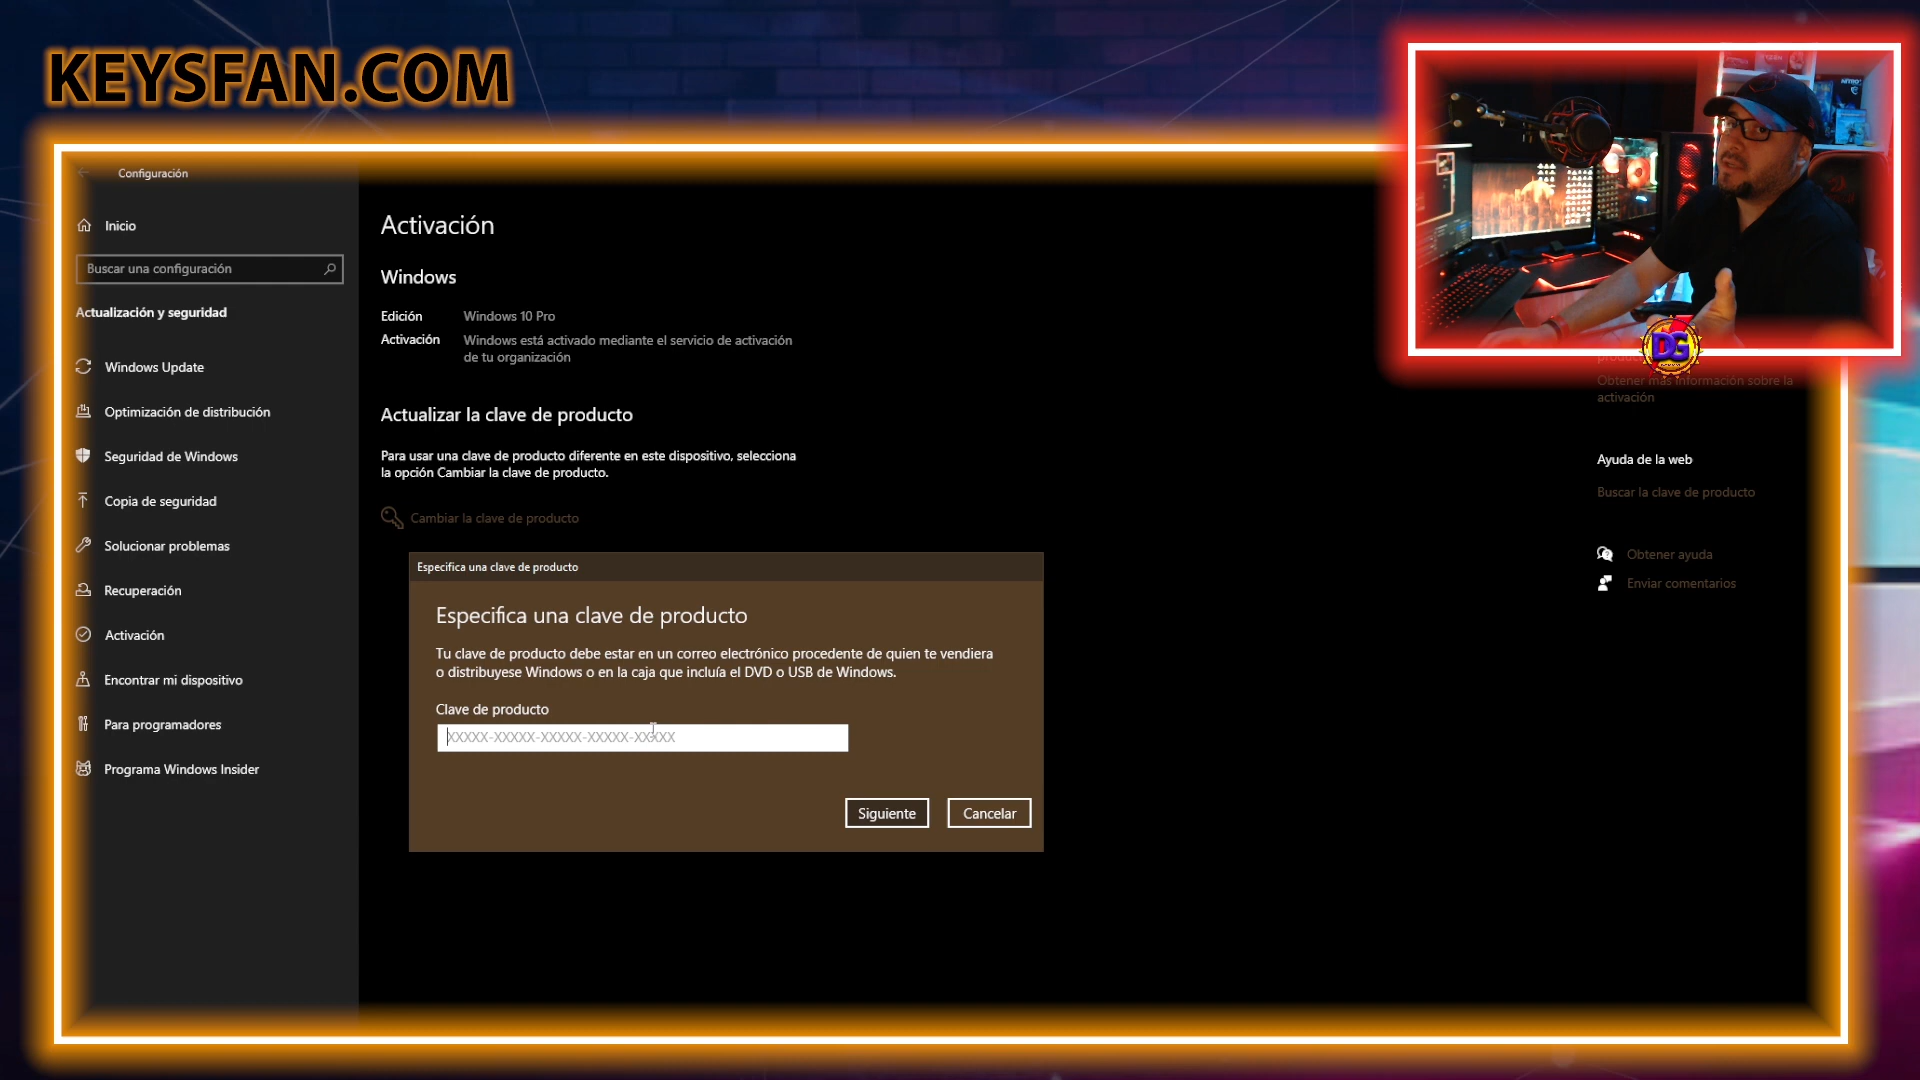 KEYSFAN.COM
Configuración
Inicio
Buscar una configuración
Actualización y seguridad
Windows Update
Optimización de distribución
Seguridad de Windows
Copia de seguridad
Solucionar problemas
Recuperación
Activación
Encontrar mi dispositivo
Para programadores
Programa Windows Insider
Activación
Windows
Edición Windows 10 Pro
Activación Windows está activado mediante el servicio de activación
de tu organización
Actualizar la clave de producto
Para usar una clave de producto diferente en este dispositivo, selecciona
la opción Cambiar la clave de producto.
Cambiar la clave de producto
Especifica una clave de producto
Especifica una clave de producto
Tu clave de producto debe estar en un correo electrónico procedente de quien te vendiera
o distribuyese Windows o en la caja que incluía el DVD o USB de Windows.
Clave de producto
XXXXX-XXXXX-XXXXX-XXXXX-XXXXX
Siguiente
Cancelar
DG
Obtener más información sobre la
activación
Ayuda de la web
Buscar la clave de producto
Obtener ayuda
Enviar comentarios